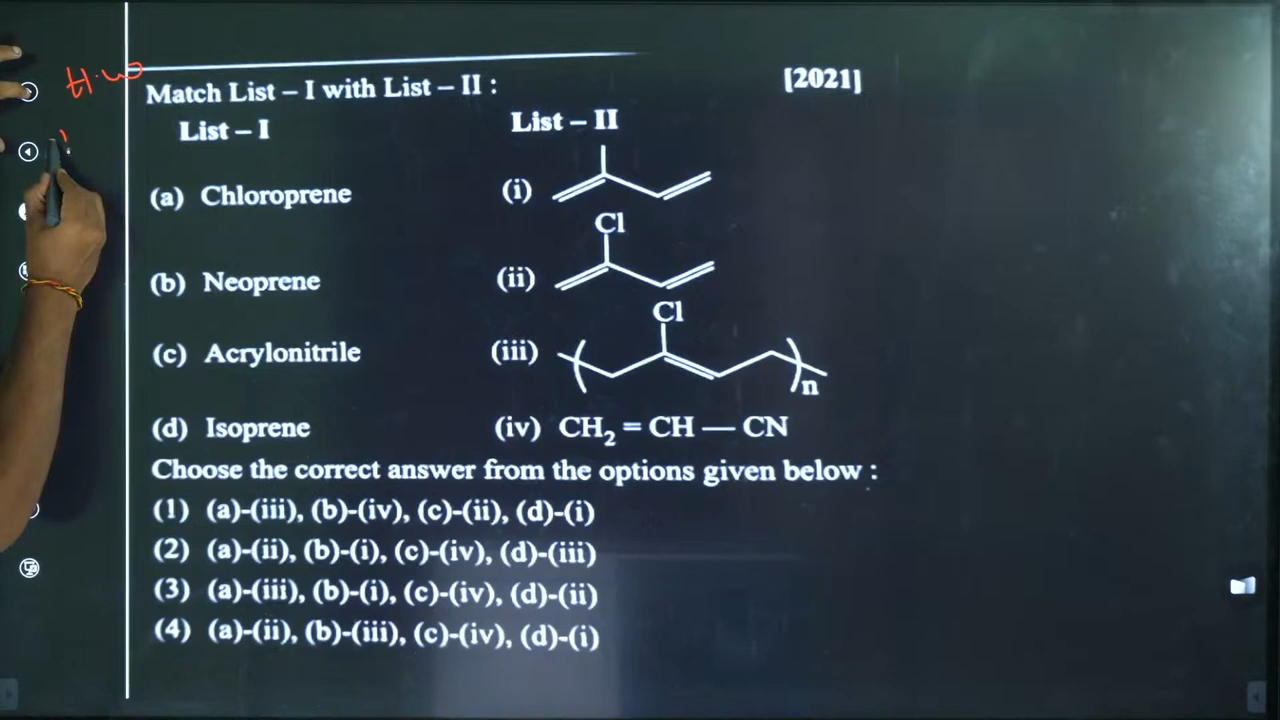 H.W
Match List – I with List – II : [2021]
List – I List – II
(a) Chloroprene (i)
Cl
(b) Neoprene (ii)
Cl
(c) Acrylonitrile (iii) n
(d) Isoprene (iv) CH₂ = CH — CN
Choose the correct answer from the options given below :
(1) (a)-(iii), (b)-(iv), (c)-(ii), (d)-(i)
(2) (a)-(ii), (b)-(i), (c)-(iv), (d)-(iii)
(3) (a)-(iii), (b)-(i), (c)-(iv), (d)-(ii)
(4) (a)-(ii), (b)-(iii), (c)-(iv), (d)-(i)